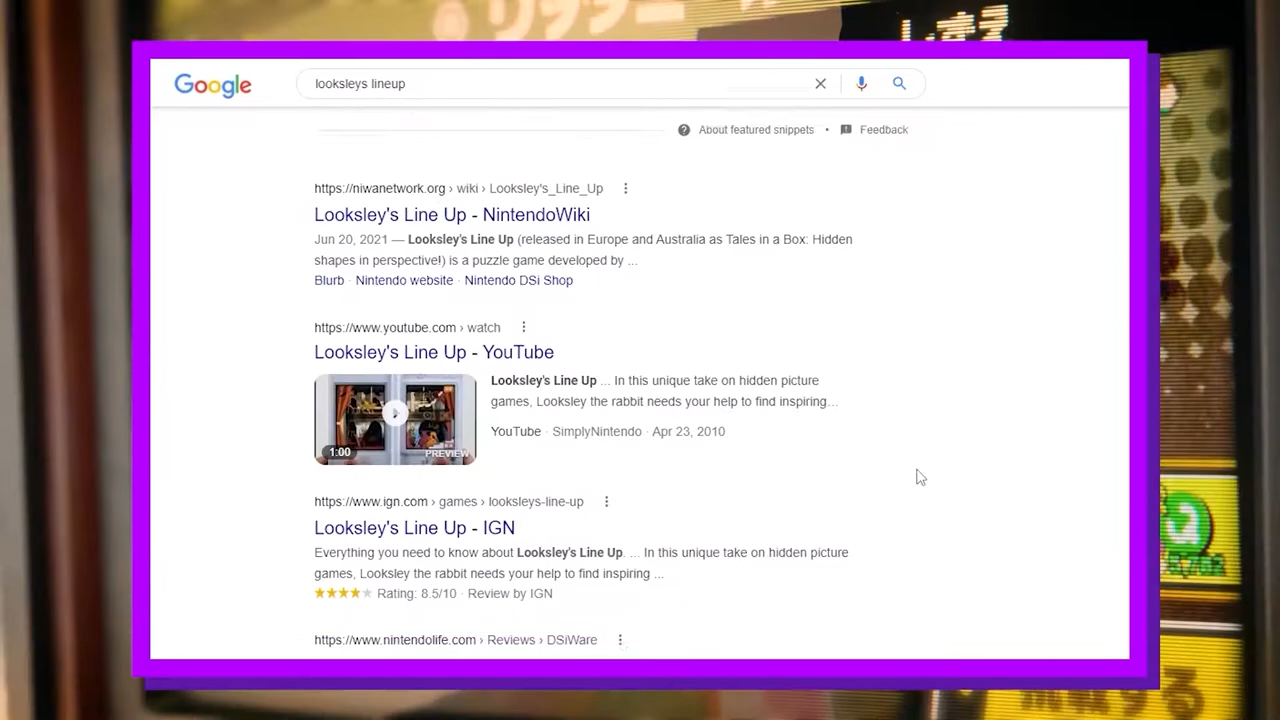 しまえ
Google
looksleys lineup
About featured snippets • Feedback
https://niwanetwork.org › wiki › Looksley's_Line_Up
Looksley's Line Up - NintendoWiki
Jun 20, 2021 — Looksley's Line Up (released in Europe and Australia as Tales in a Box: Hidden
shapes in perspective!) is a puzzle game developed by ...
Blurb · Nintendo website · Nintendo DSi Shop
https://www.youtube.com › watch
Looksley's Line Up - YouTube
Looksley's Line Up ... In this unique take on hidden picture
games, Looksley the rabbit needs your help to find inspiring...
1:00
PREVIEW
YouTube · SimplyNintendo · Apr 23, 2010
https://www.ign.com › games › looksleys-line-up
Looksley's Line Up - IGN
Everything you need to know about Looksley's Line Up. ... In this unique take on hidden picture
games, Looksley the rabbit needs your help to find inspiring ...
Rating: 8.5/10 · Review by IGN
https://www.nintendolife.com › Reviews › DSiWare